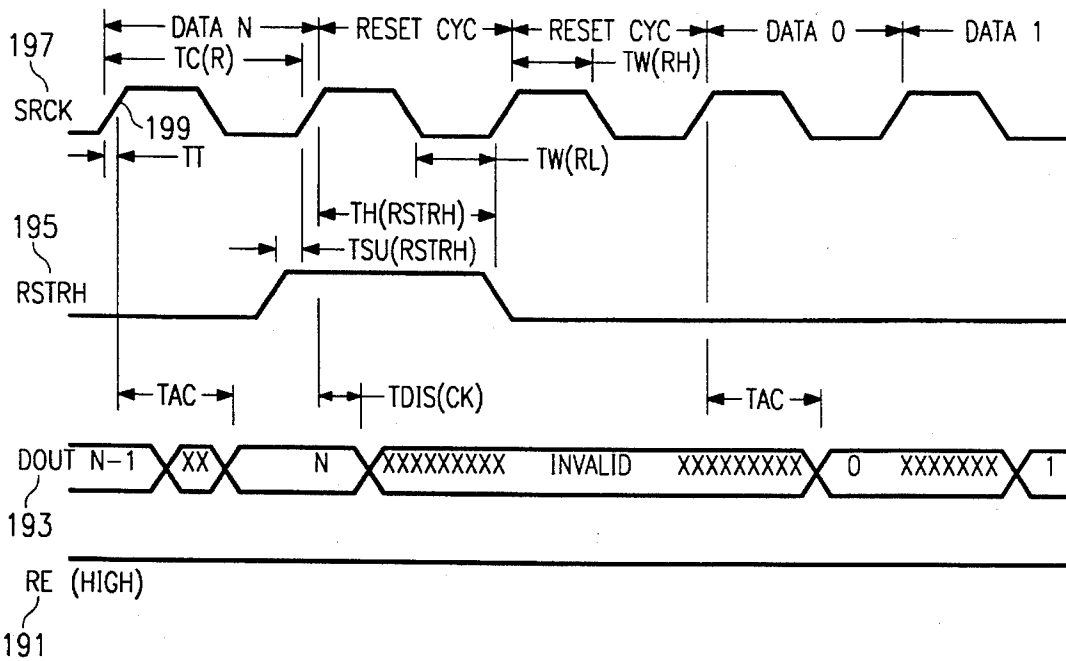 DATA N RESET CYC RESET CYC DATA 0 DATA 1
197 TC(R) TW(RH)
SRCK 199
TT TW(RL)
TH(RSTRH)
195 TSU(RSTRH)
RSTRH
TAC TDIS(CK) TAC
DOUT N-1 XX N XXXXXXXXX INVALID XXXXXXXXX 0 XXXXXXX 1
193
RE (HIGH)
191